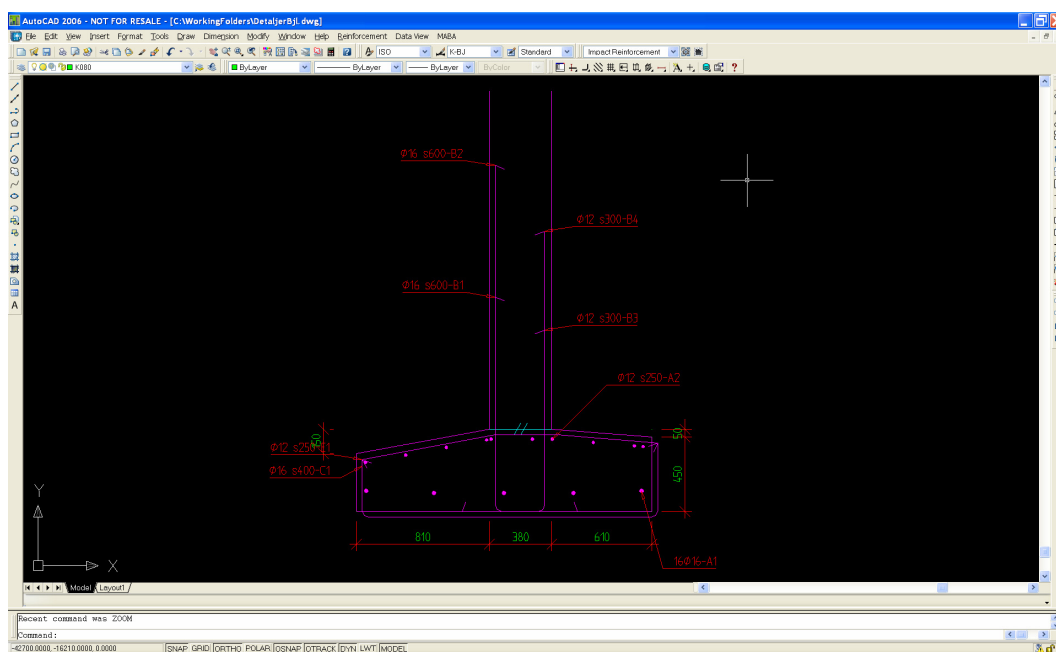 AutoCAD 2006 - NOT FOR RESALE - [C:\WorkingFolders\DetaljerBjl.dwg]
File Edit View Insert Format Tools Draw Dimension Modify Window Help Reinforcement Data View MABA
ISO K-BJ Standard Impact Reinforcement
K080 ByLayer ByLayer ByLayer ByColor
Φ16 s600-B2
Φ12 s300-B4
Φ16 s600-B1
Φ12 s300-B3
Φ12 s250-A2
50
Φ12 s250-E1
Φ16 s400-C1
450
Y
810 380 610
16Φ16-A1
X
Model Layout1
Recent command was ZOOM
Command:
-42700.0000, -16210.0000, 0.0000 SNAP GRID ORTHO POLAR OSNAP OTRACK DYN LWT MODEL